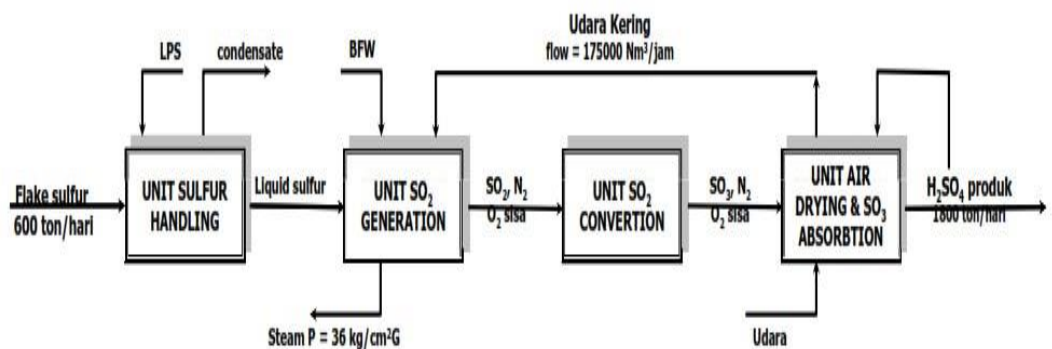 Udara Kering
flow = 175000 Nm³/jam
LPS
condensate
BFW
Flake sulfur
600 ton/hari
UNIT SULFUR
HANDLING
Liquid sulfur
UNIT SO₂
GENERATION
SO₂, N₂
O₂ sisa
UNIT SO₂
CONVERTION
SO₃, N₂
O₂ sisa
UNIT AIR
DRYING & SO₃
ABSORBTION
H₂SO₄ produk
1800 ton/hari
Steam P = 36 kg/cm²G
Udara